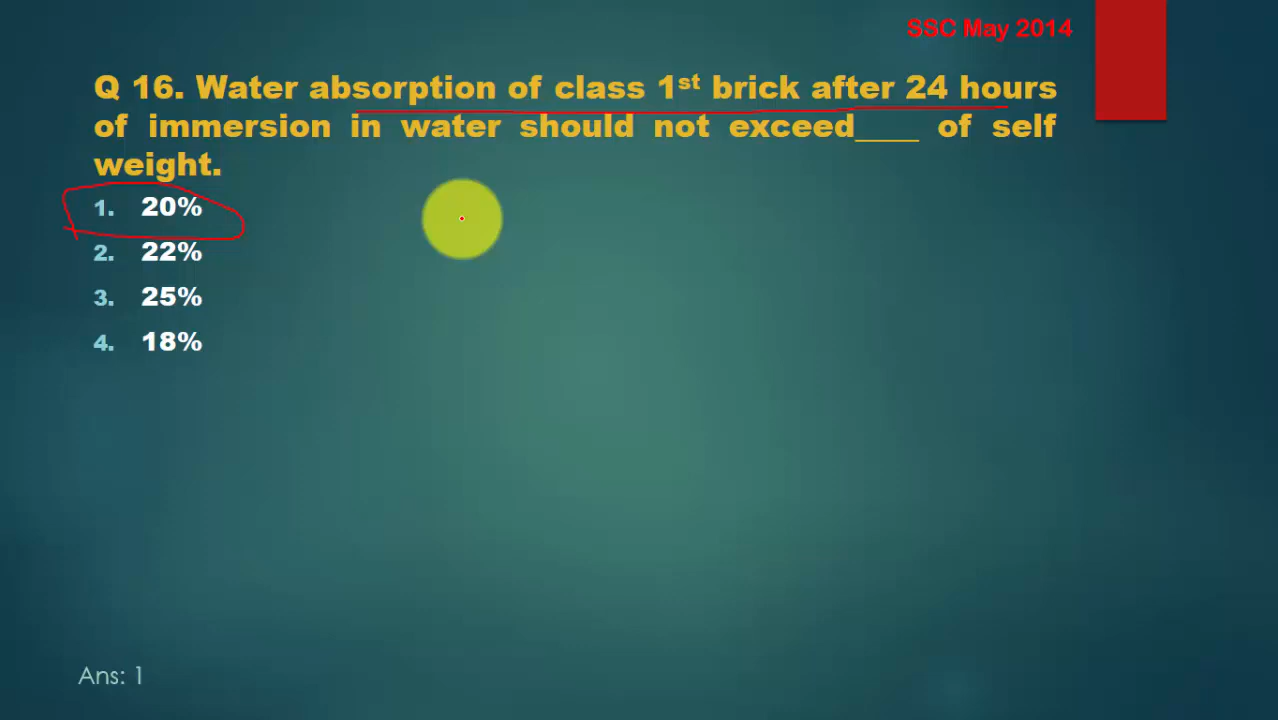 SSC May 2014
Q 16. Water absorption of class 1st brick after 24 hours
of immersion in water should not exceed____ of self
weight.
1. 20%
2. 22%
3. 25%
4. 18%
Ans: 1